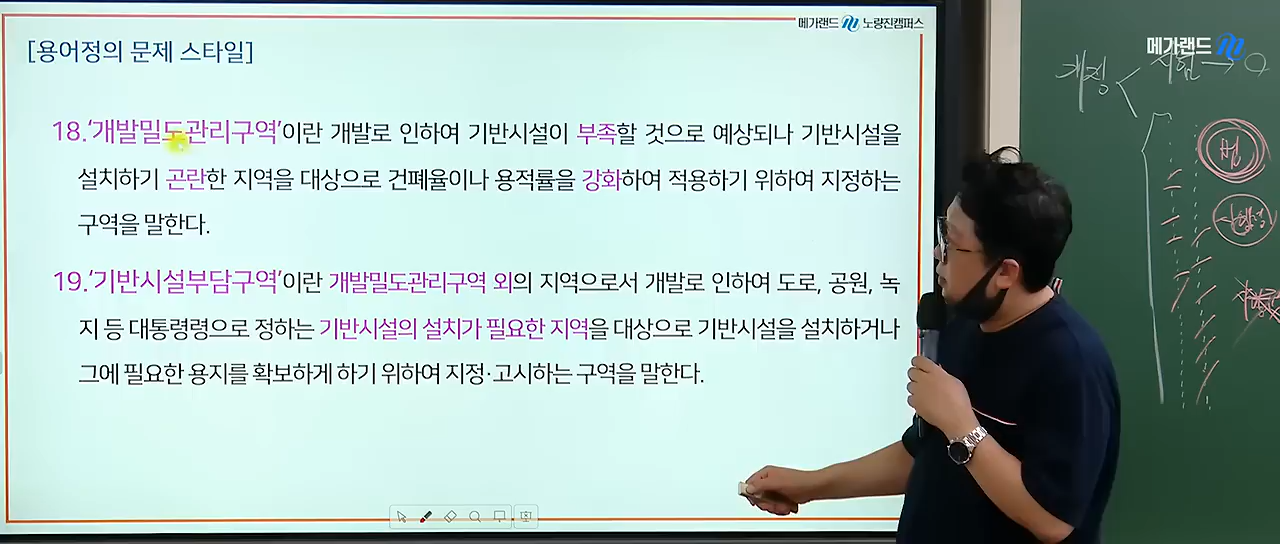 메가랜드 노량진캠퍼스
메가랜드
[용어정의 문제 스타일]
18.‘개발밀도관리구역’이란 개발로 인하여 기반시설이 부족할 것으로 예상되나 기반시설을
설치하기 곤란한 지역을 대상으로 건폐율이나 용적률을 강화하여 적용하기 위하여 지정하는
구역을 말한다.
19.‘기반시설부담구역’이란 개발밀도관리구역 외의 지역으로서 개발로 인하여 도로, 공원, 녹
지 등 대통령령으로 정하는 기반시설의 설치가 필요한 지역을 대상으로 기반시설을 설치하거나
그에 필요한 용지를 확보하게 하기 위하여 지정·고시하는 구역을 말한다.
개정
시험
법
시행령